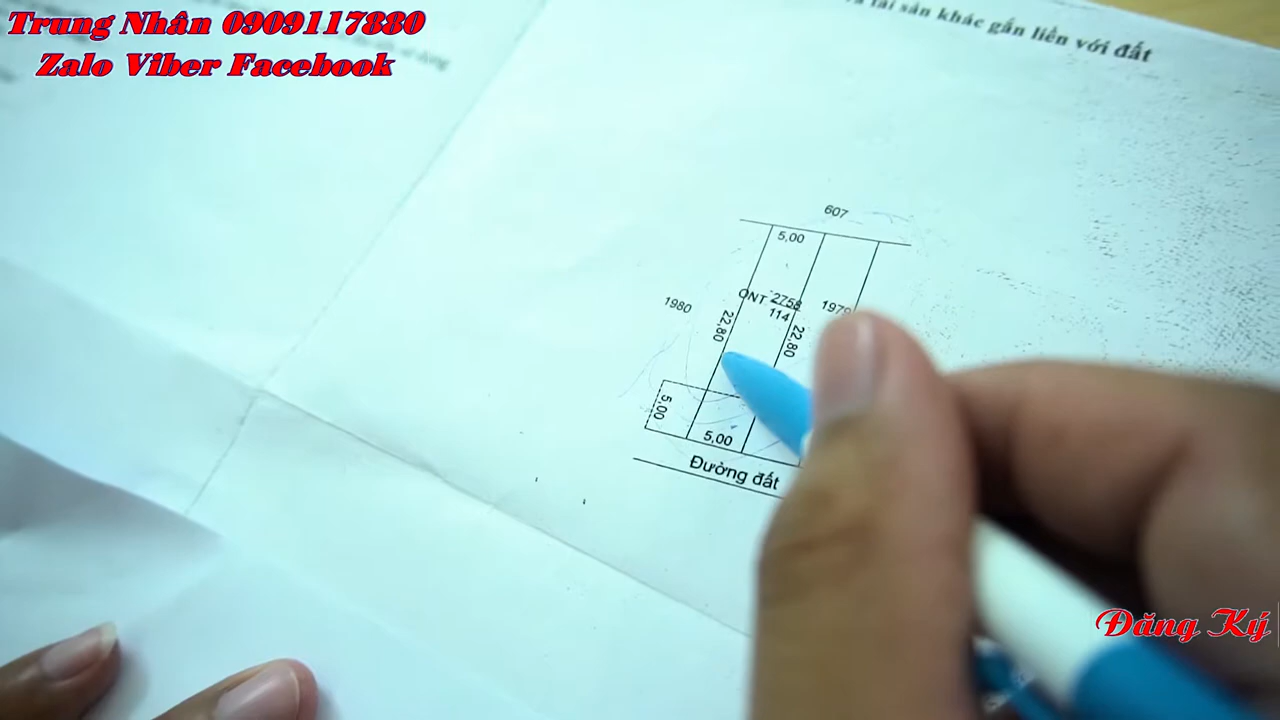 Trung Nhân 0909117880
Zalo Viber Facebook
tài sản khác gắn liền với đất
607
5,00
1980
ONT 2758
114
1979
22,80
22,80
5,00
5,00
Đường đất
Đăng Ký